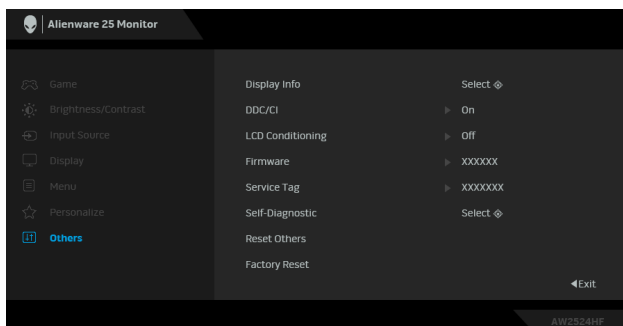 Alienware 25 Monitor
Game
Display Info Select
Brightness/Contrast
DDC/CI On
Input Source
LCD Conditioning Off
Display
Firmware XXXXXX
Menu
Service Tag XXXXXXX
Personalize
Self-Diagnostic Select
Others
Reset Others
Factory Reset
Exit
AW2524HF